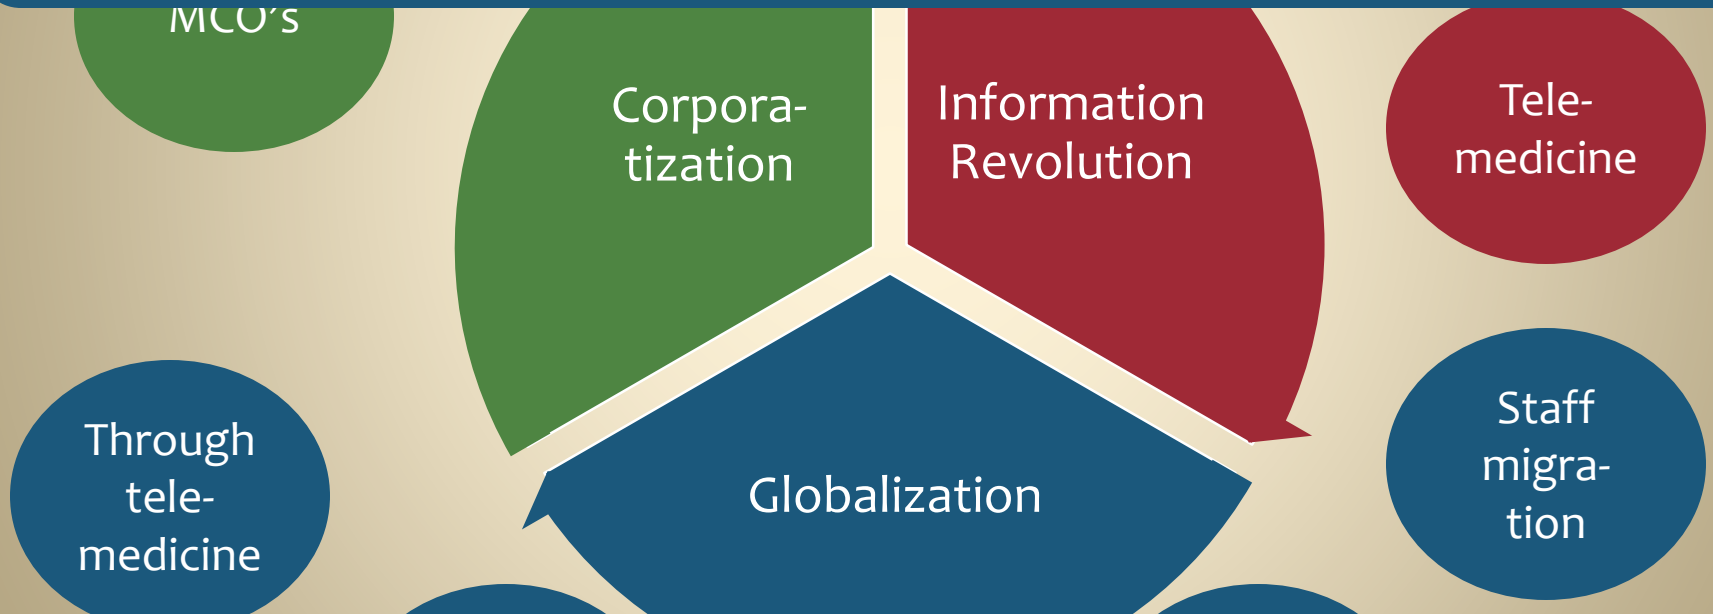 MCO's
Corpora-
tization
Information
Revolution
Tele-
medicine
Through
tele-
medicine
Globalization
Staff
migra-
tion